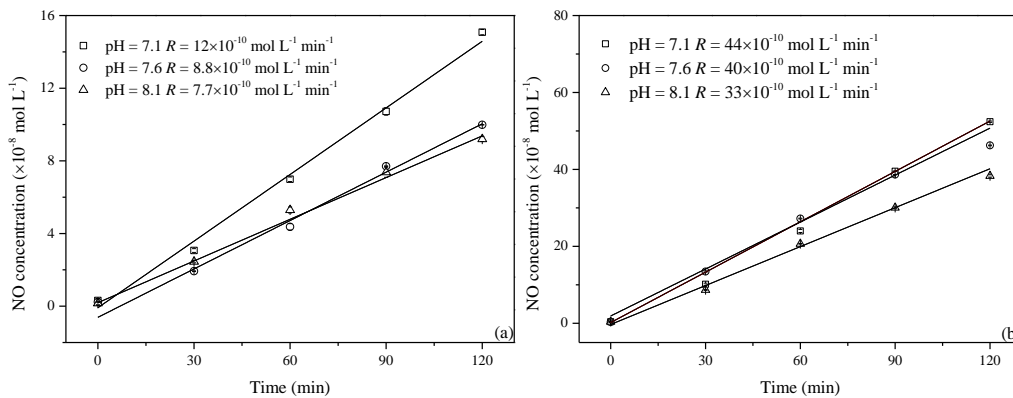 16
12
8
4
0
NO concentration (×10⁻⁸ mol L⁻¹)
pH = 7.1 R = 12×10⁻¹⁰ mol L⁻¹ min⁻¹
pH = 7.6 R = 8.8×10⁻¹⁰ mol L⁻¹ min⁻¹
pH = 8.1 R = 7.7×10⁻¹⁰ mol L⁻¹ min⁻¹
(a)
0 30 60 90 120
Time (min)
80
60
40
20
0
NO concentration (×10⁻⁸ mol L⁻¹)
pH = 7.1 R = 44×10⁻¹⁰ mol L⁻¹ min⁻¹
pH = 7.6 R = 40×10⁻¹⁰ mol L⁻¹ min⁻¹
pH = 8.1 R = 33×10⁻¹⁰ mol L⁻¹ min⁻¹
(b
0 30 60 90 120
Time (min)